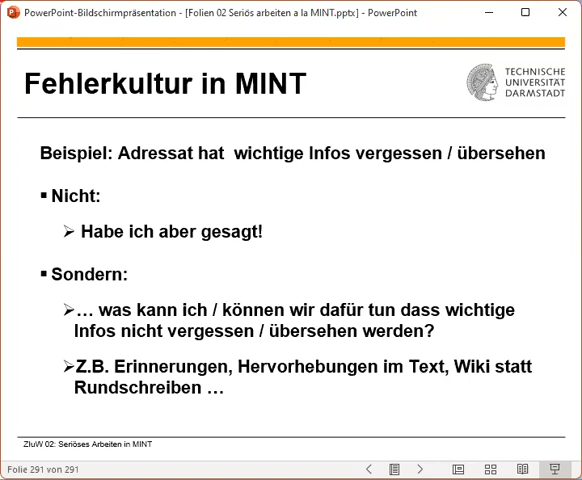 PowerPoint-Bildschirmpräsentation - [Folien 02 Seriös arbeiten a la MINT.pptx] - PowerPoint
Fehlerkultur in MINT
TECHNISCHE
UNIVERSITÄT
DARMSTADT
Beispiel: Adressat hat wichtige Infos vergessen / übersehen
▪ Nicht:
➢ Habe ich aber gesagt!
▪ Sondern:
➢… was kann ich / können wir dafür tun dass wichtige
Infos nicht vergessen / übersehen werden?
➢Z.B. Erinnerungen, Hervorhebungen im Text, Wiki statt
Rundschreiben …
ZIuW 02: Seriöses Arbeiten in MINT
Folie 291 von 291